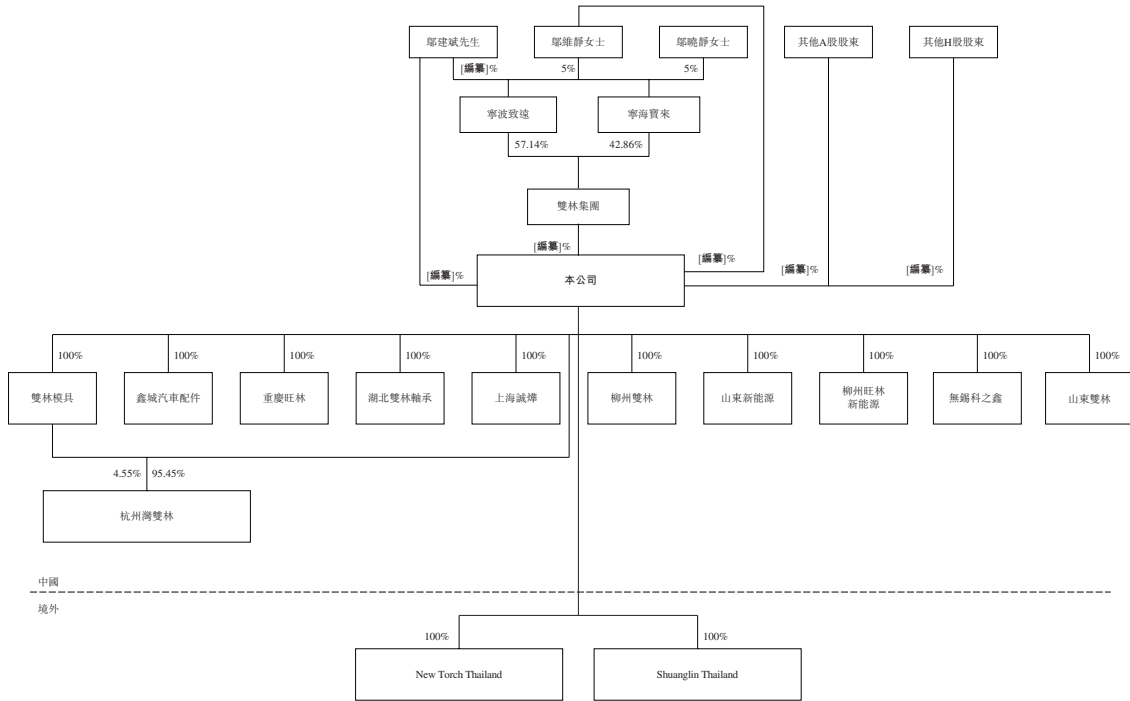 鄔建斌先生
鄔維靜女士
鄔曉靜女士
其他A股股東
其他H股股東
[編纂]%
5%
5%
寧波致遠
寧海寶來
57.14%
42.86%
雙林集團
[編纂]%
[編纂]%
[編纂]%
[編纂]%
[編纂]%
本公司
100%
100%
100%
100%
100%
100%
100%
100%
100%
100%
雙林模具
鑫城汽車配件
重慶旺林
湖北雙林軸承
上海誠燁
柳州雙林
山東新能源
柳州旺林
新能源
無錫科之鑫
山東雙林
4.55%
95.45%
杭州灣雙林
中國
境外
100%
100%
New Torch Thailand
Shuanglin Thailand